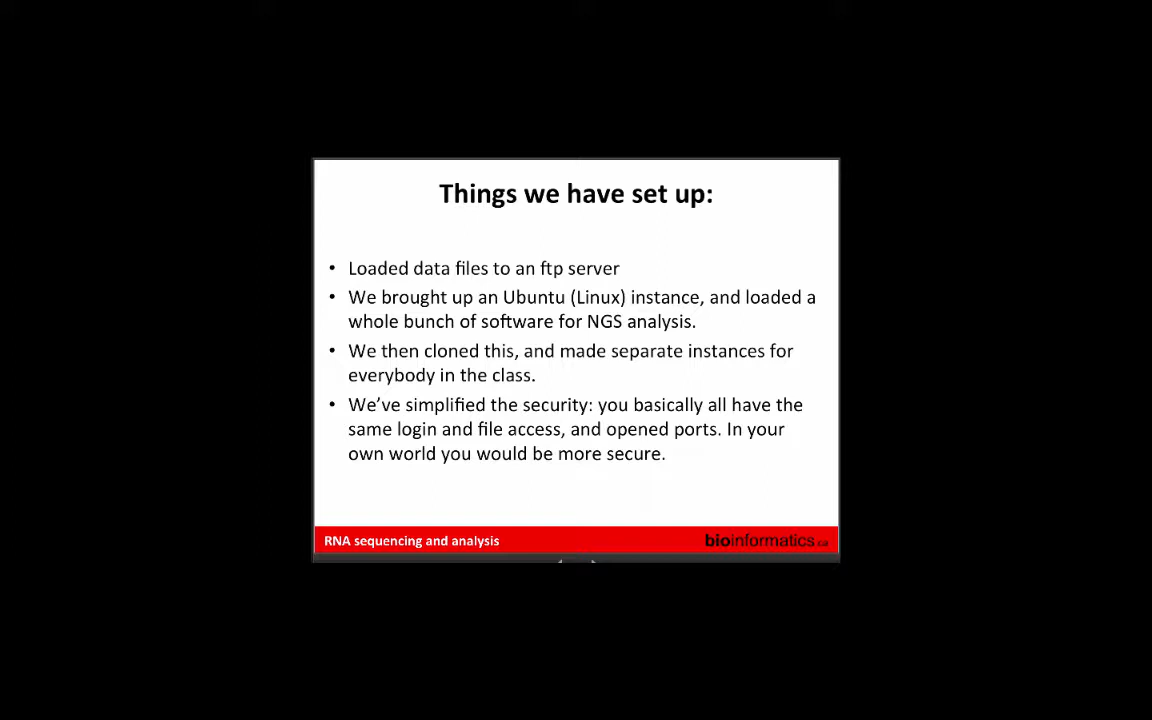 Things we have set up:
• Loaded data files to an ftp server
• We brought up an Ubuntu (Linux) instance, and loaded a
whole bunch of software for NGS analysis.
• We then cloned this, and made separate instances for
everybody in the class.
• We’ve simplified the security: you basically all have the
same login and file access, and opened ports. In your
own world you would be more secure.
RNA sequencing and analysis
bioinformatics.ca